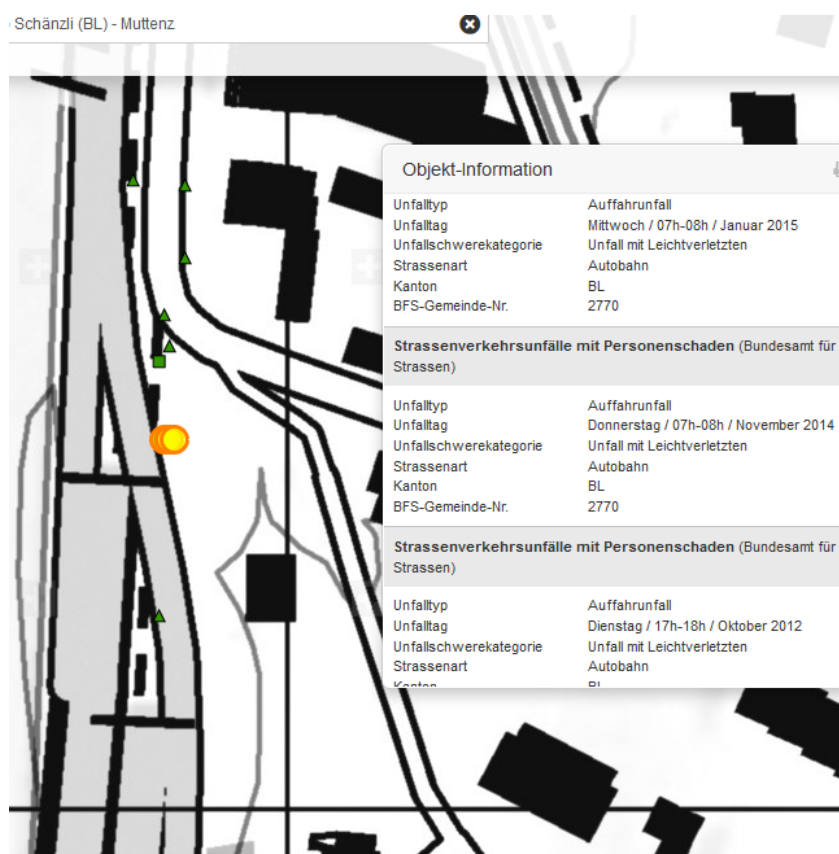 Schänzli (BL) - Muttenz
Objekt-Information
Unfalltyp Auffahrunfall
Unfalltag Mittwoch / 07h-08h / Januar 2015
Unfallschwerekategorie Unfall mit Leichtverletzten
Strassenart Autobahn
Kanton BL
BFS-Gemeinde-Nr. 2770
Strassenverkehrsunfälle mit Personenschaden (Bundesamt für
Strassen)
Unfalltyp Auffahrunfall
Unfalltag Donnerstag / 07h-08h / November 2014
Unfallschwerekategorie Unfall mit Leichtverletzten
Strassenart Autobahn
Kanton BL
BFS-Gemeinde-Nr. 2770
Strassenverkehrsunfälle mit Personenschaden (Bundesamt für
Strassen)
Unfalltyp Auffahrunfall
Unfalltag Dienstag / 17h-18h / Oktober 2012
Unfallschwerekategorie Unfall mit Leichtverletzten
Strassenart Autobahn
Kanton BL